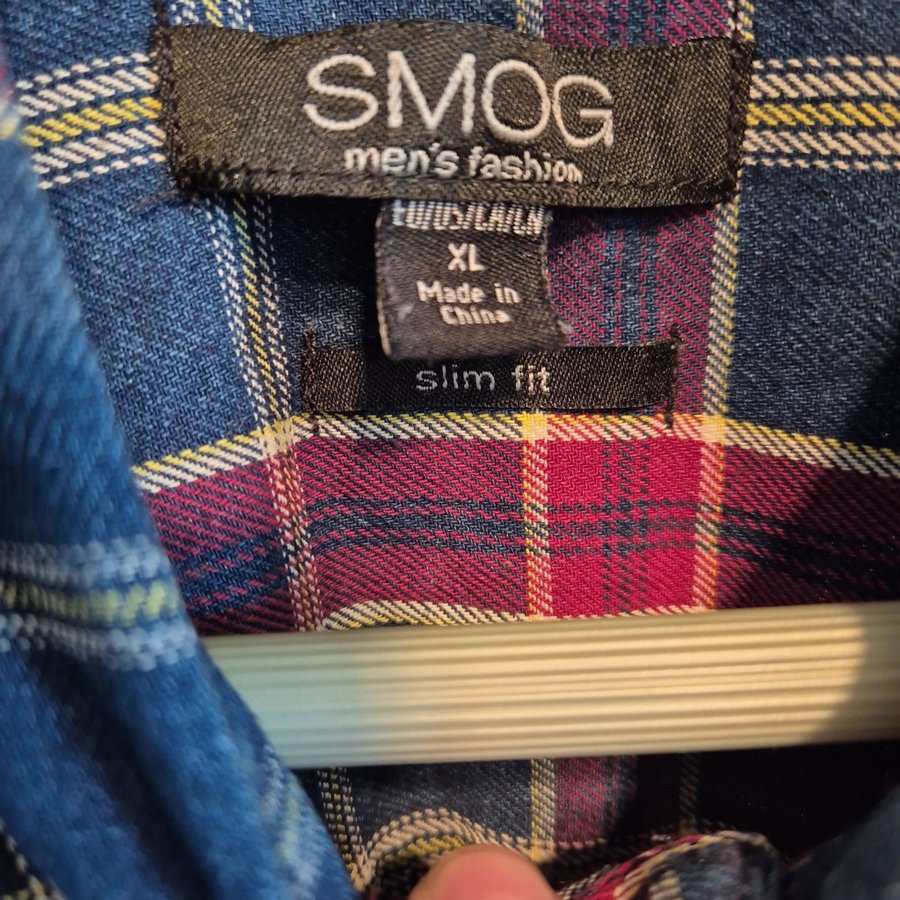 SMOG
men's fashion
XL
Made in
China
slim fit